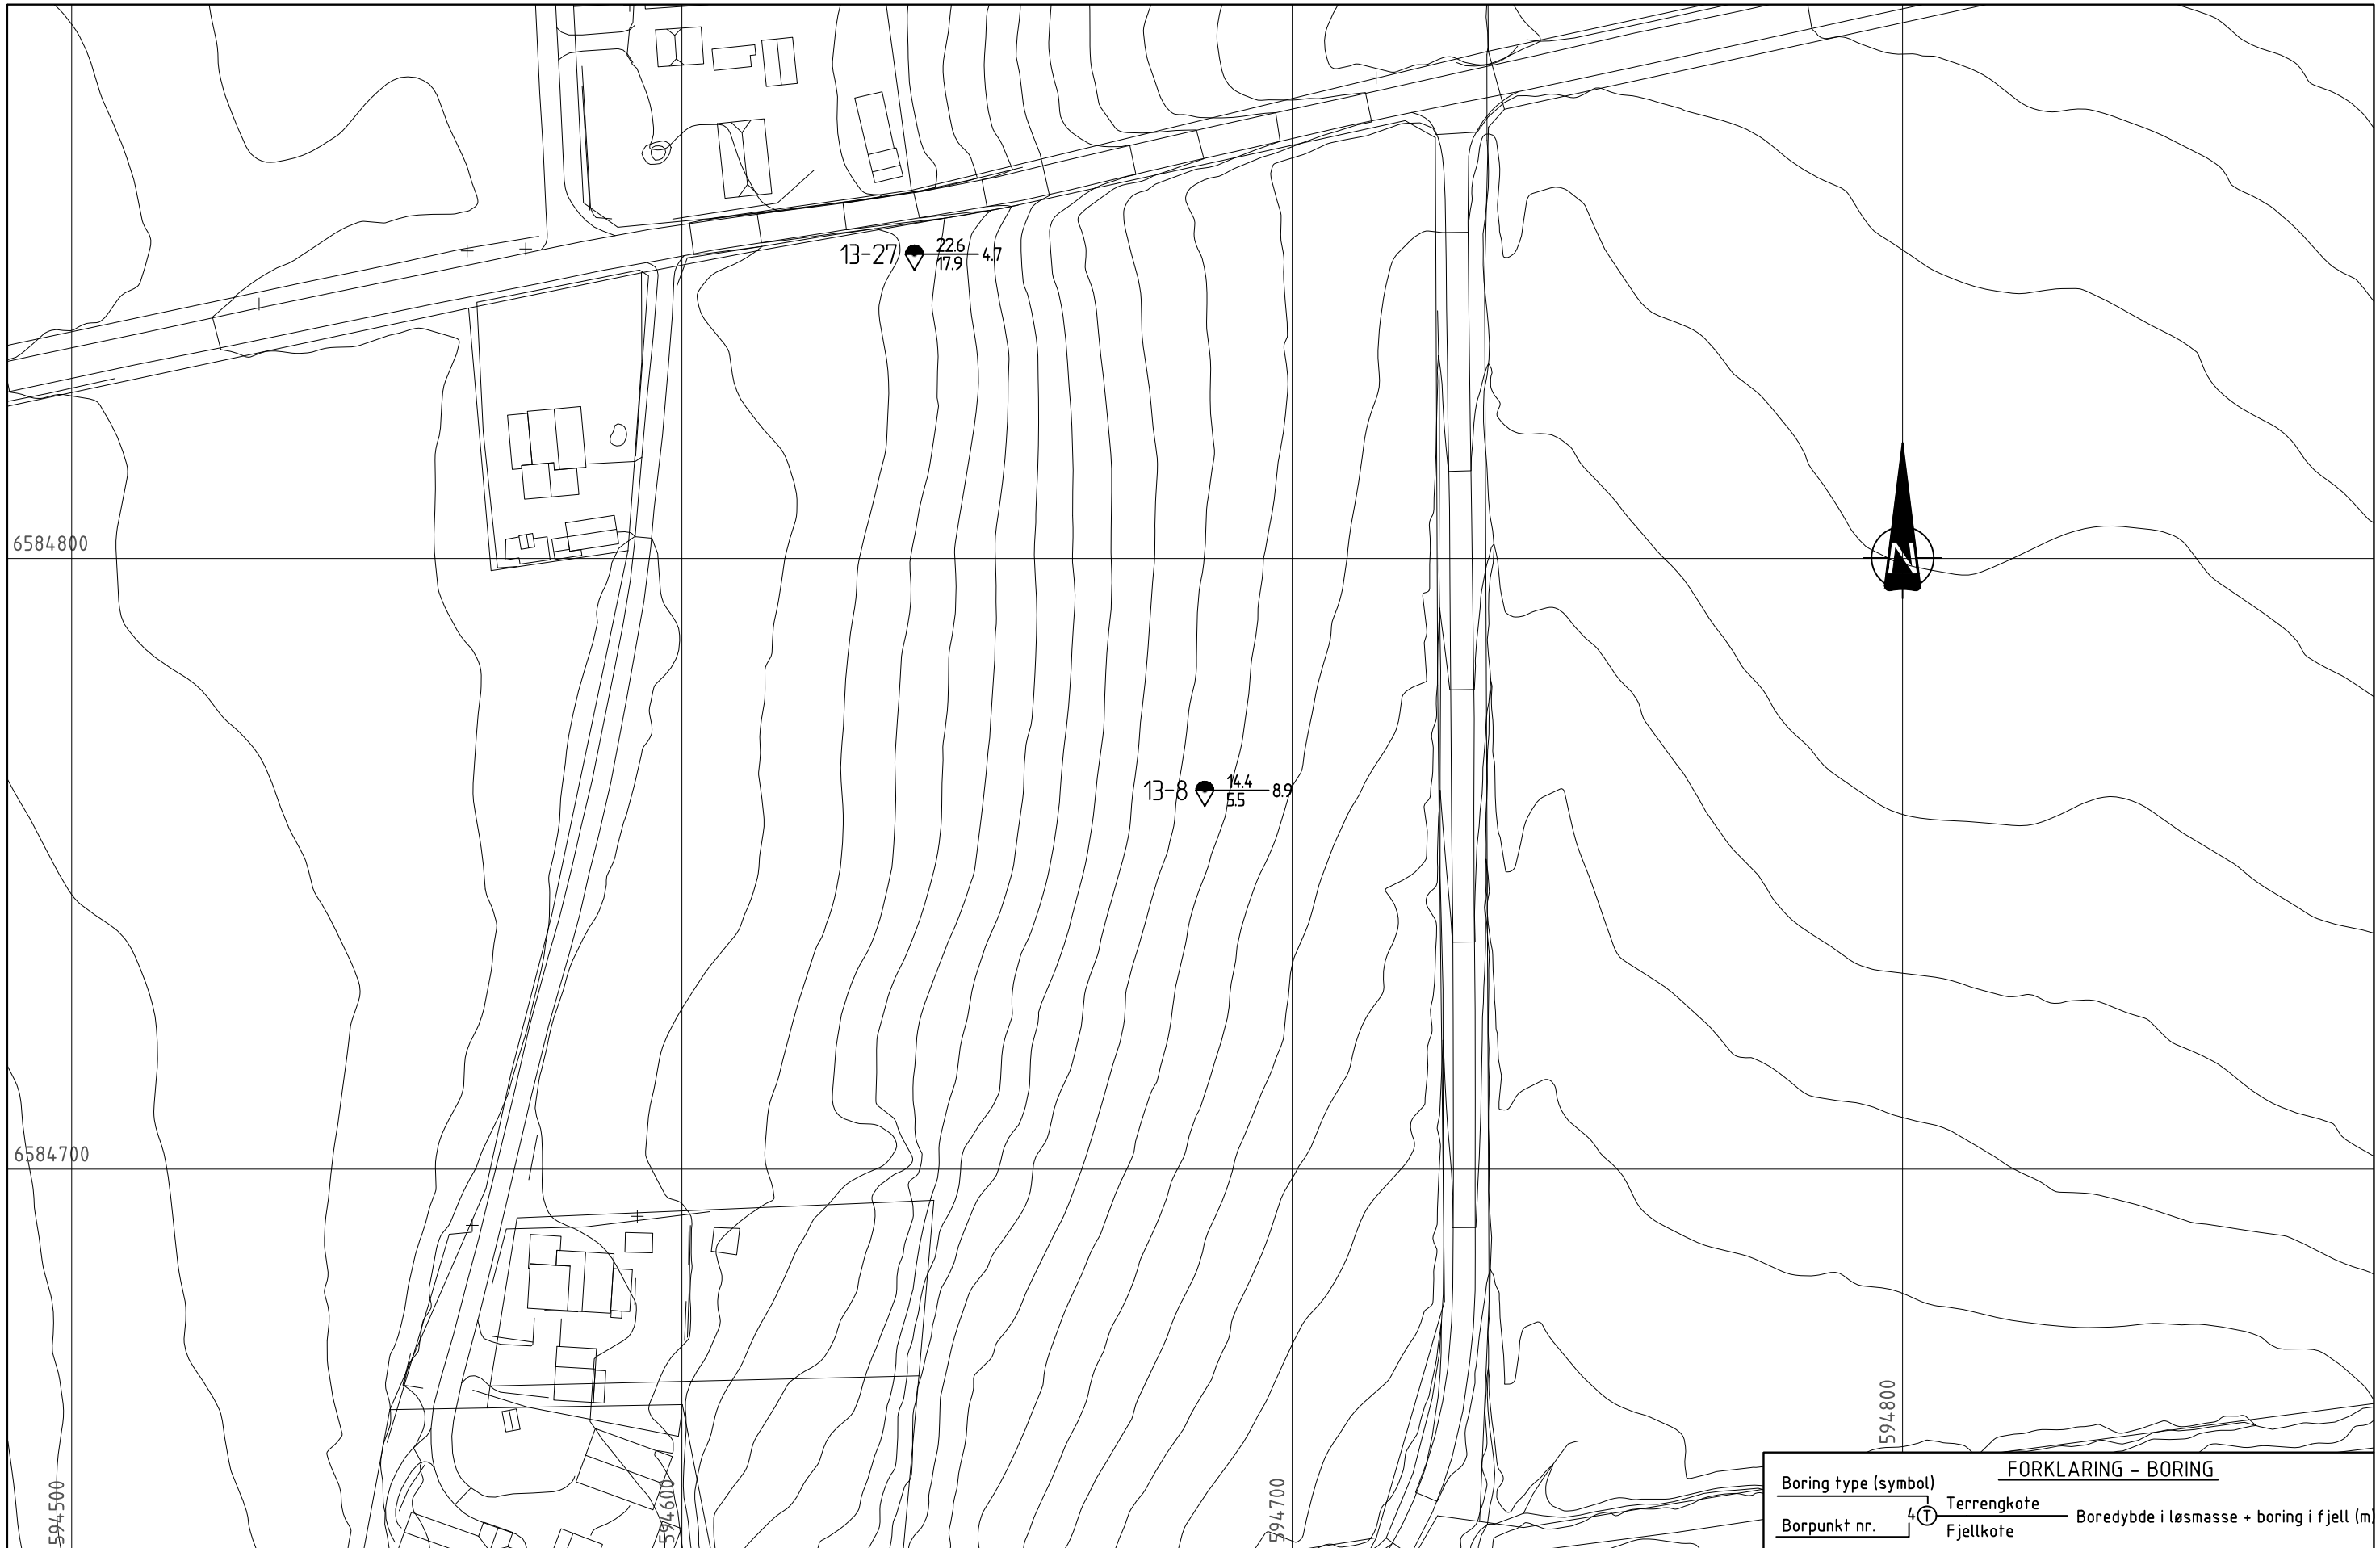 13-27 22.6 4.7
17.9
6584800
N
13-8 14.4 8.9
5.5
6584700
594500
594600
594700
594800
FORKLARING - BORING
Boring type (symbol)
Borpunkt nr.
4 T Terrengkote
Fjellkote
Boredybde i løsmasse + boring i fjell (m